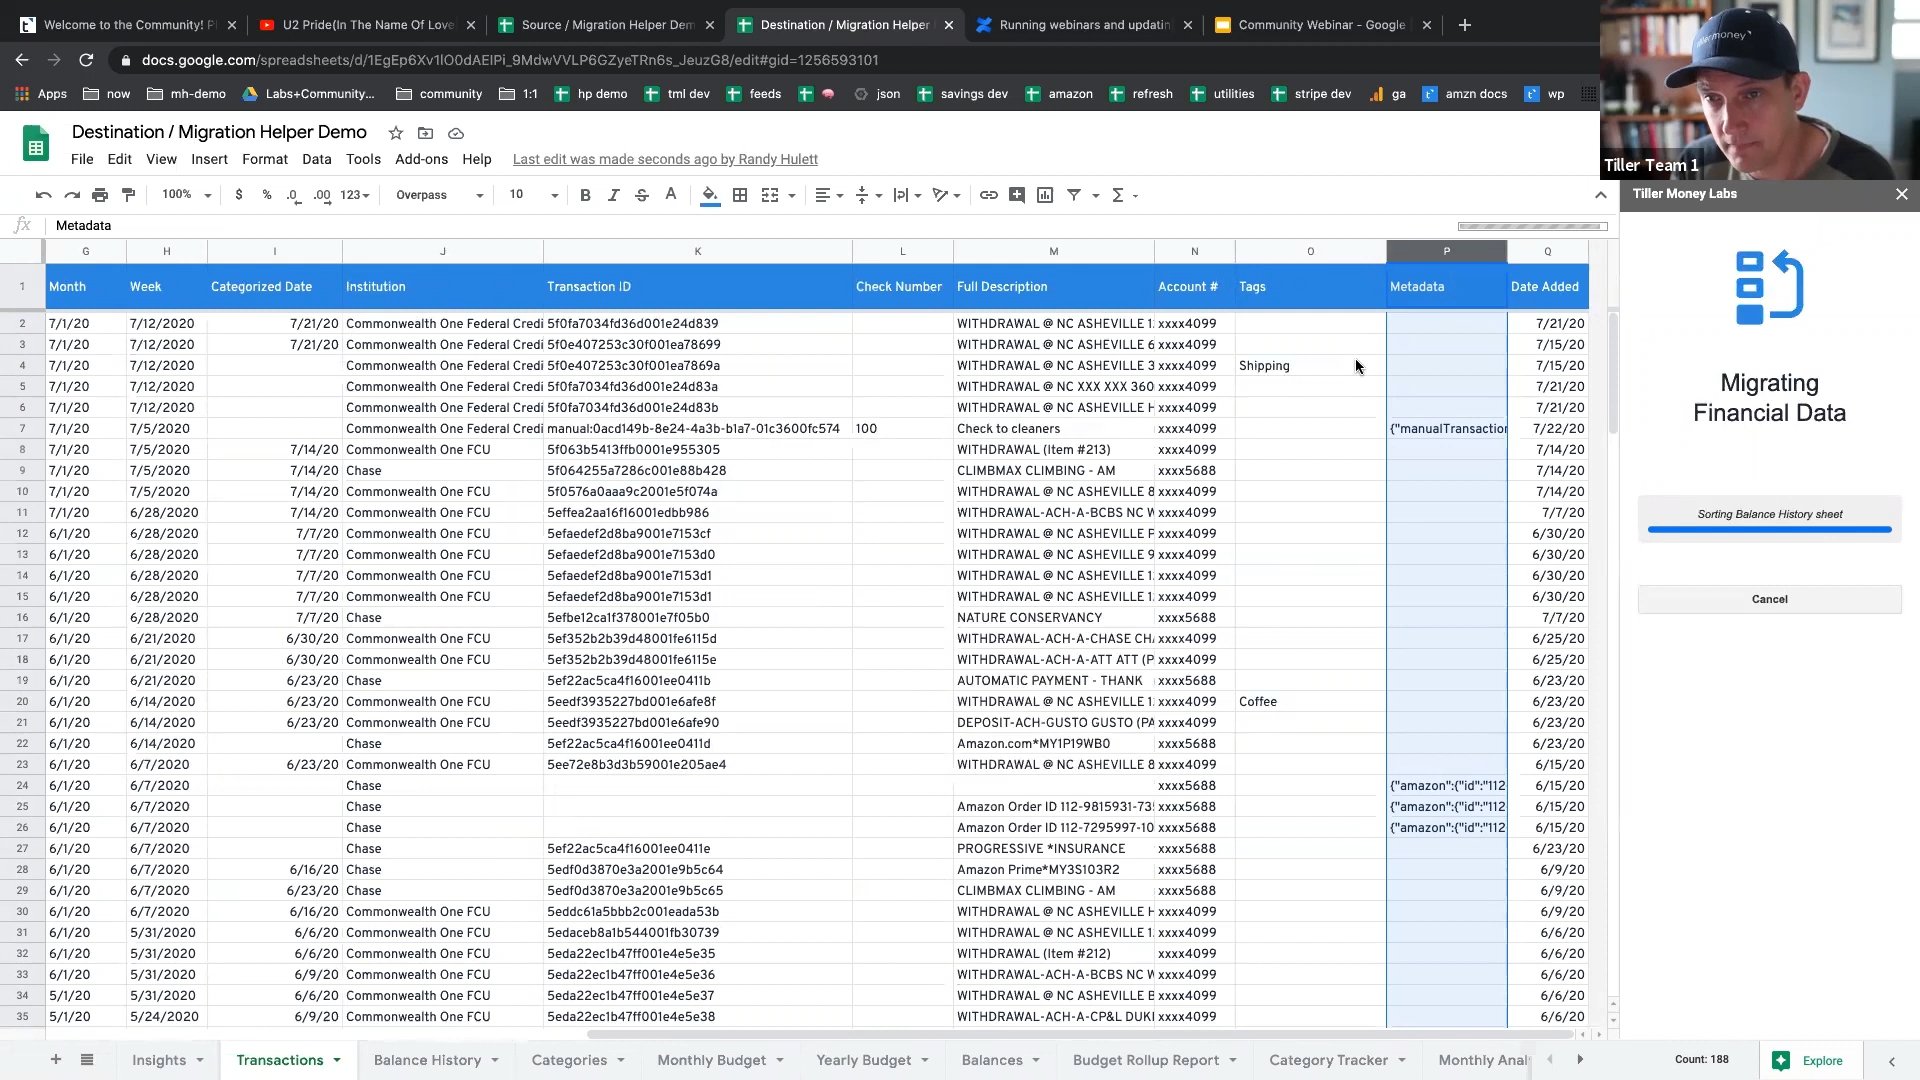 Welcome to the Community! P
U2 Pride(In The Name Of Love
Source / Migration Helper Dem
Destination / Migration Helper
Running webinars and updatin
Community Webinar - Google
docs.google.com/spreadsheets/d/1EgEp6Xv1lO0dAEIPi_9MdwVVLP6GZyeTRn6s_JeuzG8/edit#gid=1256593101
Apps now mh-demo Labs+Community... community 1:1 hp demo tml dev feeds json savings dev amazon refresh utilities stripe dev ga amzn docs wp
tillermoney
Tiller Team 1
Destination / Migration Helper Demo
File Edit View Insert Format Data Tools Add-ons Help Last edit was made seconds ago by Randy Hulett
100% $ % .0 .00 123 Overpass 10 B I S A
fx Metadata
G H I J K L M N O P Q
1 Month Week Categorized Date Institution Transaction ID Check Number Full Description Account # Tags Metadata Date Added
2 7/1/20 7/12/2020 7/21/20 Commonwealth One Federal Credi 5f0fa7034fd36d001e24d839 WITHDRAWAL @ NC ASHEVILLE 1 xxxx4099 7/21/20
3 7/1/20 7/12/2020 7/21/20 Commonwealth One Federal Credi 5f0e407253c30f001ea78699 WITHDRAWAL @ NC ASHEVILLE 6 xxxx4099 7/15/20
4 7/1/20 7/12/2020 Commonwealth One Federal Credi 5f0e407253c30f001ea7869a WITHDRAWAL @ NC ASHEVILLE 3 xxxx4099 Shipping 7/15/20
5 7/1/20 7/12/2020 Commonwealth One Federal Credi 5f0fa7034fd36d001e24d83a WITHDRAWAL @ NC XXX XXX 360 xxxx4099 7/21/20
6 7/1/20 7/12/2020 Commonwealth One Federal Credi 5f0fa7034fd36d001e24d83b WITHDRAWAL @ NC ASHEVILLE H xxxx4099 7/21/20
7 7/1/20 7/5/2020 Commonwealth One Federal Credi manual:0acd149b-8e24-4a3b-b1a7-01c3600fc574 100 Check to cleaners xxxx4099 {"manualTransaction 7/22/20
8 7/1/20 7/5/2020 7/14/20 Commonwealth One FCU 5f063b5413ffb0001e955305 WITHDRAWAL (Item #213) xxxx4099 7/14/20
9 7/1/20 7/5/2020 7/14/20 Chase 5f064255a7286c001e88b428 CLIMBMAX CLIMBING - AM xxxx5688 7/14/20
10 7/1/20 7/5/2020 7/14/20 Commonwealth One FCU 5f0576a0aaa9c2001e5f074a WITHDRAWAL @ NC ASHEVILLE 8 xxxx4099 7/14/20
11 7/1/20 6/28/2020 7/14/20 Commonwealth One FCU 5effea2aa16f16001edbb986 WITHDRAWAL-ACH-A-BCBS NC W xxxx4099 7/7/20
12 6/1/20 6/28/2020 7/7/20 Commonwealth One FCU 5efaedef2d8ba9001e7153cf WITHDRAWAL @ NC ASHEVILLE P xxxx4099 6/30/20
13 6/1/20 6/28/2020 7/7/20 Commonwealth One FCU 5efaedef2d8ba9001e7153d0 WITHDRAWAL @ NC ASHEVILLE 9 xxxx4099 6/30/20
14 6/1/20 6/28/2020 7/7/20 Commonwealth One FCU 5efaedef2d8ba9001e7153d1 WITHDRAWAL @ NC ASHEVILLE 1 xxxx4099 6/30/20
15 6/1/20 6/28/2020 7/7/20 Commonwealth One FCU 5efaedef2d8ba9001e7153d1 WITHDRAWAL @ NC ASHEVILLE 1 xxxx4099 6/30/20
16 6/1/20 6/28/2020 7/7/20 Chase 5efbe12ca1f378001e7f05b0 NATURE CONSERVANCY xxxx5688 7/7/20
17 6/1/20 6/21/2020 6/30/20 Commonwealth One FCU 5ef352b2b39d48001fe6115d WITHDRAWAL-ACH-A-CHASE CH xxxx4099 6/25/20
18 6/1/20 6/21/2020 6/30/20 Commonwealth One FCU 5ef352b2b39d48001fe6115e WITHDRAWAL-ACH-A-ATT ATT (P xxxx4099 6/25/20
19 6/1/20 6/21/2020 6/23/20 Chase 5ef22ac5ca4f16001ee0411b AUTOMATIC PAYMENT - THANK xxxx5688 6/23/20
20 6/1/20 6/14/2020 6/23/20 Commonwealth One FCU 5eedf3935227bd001e6afe8f WITHDRAWAL @ NC ASHEVILLE 1 xxxx4099 Coffee 6/23/20
21 6/1/20 6/14/2020 6/23/20 Commonwealth One FCU 5eedf3935227bd001e6afe90 DEPOSIT-ACH-GUSTO GUSTO (PA xxxx4099 6/23/20
22 6/1/20 6/14/2020 Chase 5ef22ac5ca4f16001ee0411d Amazon.com*MY1P19WB0 xxxx5688 6/23/20
23 6/1/20 6/7/2020 6/23/20 Commonwealth One FCU 5ee72e8b3d3b59001e205ae4 WITHDRAWAL @ NC ASHEVILLE 8 xxxx4099 6/15/20
24 6/1/20 6/7/2020 Chase xxxx5688 {"amazon":{"id":"112 6/15/20
25 6/1/20 6/7/2020 Chase Amazon Order ID 112-9815931-73 xxxx5688 {"amazon":{"id":"112 6/15/20
26 6/1/20 6/7/2020 Chase Amazon Order ID 112-7295997-10 xxxx5688 {"amazon":{"id":"112 6/15/20
27 6/1/20 6/7/2020 Chase 5ef22ac5ca4f16001ee0411e PROGRESSIVE *INSURANCE xxxx5688 6/23/20
28 6/1/20 6/7/2020 6/16/20 Chase 5edf0d3870e3a2001e9b5c64 Amazon Prime*MY3S103R2 xxxx5688 6/9/20
29 6/1/20 6/7/2020 6/23/20 Chase 5edf0d3870e3a2001e9b5c65 CLIMBMAX CLIMBING - AM xxxx5688 6/9/20
30 6/1/20 6/7/2020 6/16/20 Commonwealth One FCU 5eddc61a5bbb2c001eada53b WITHDRAWAL @ NC ASHEVILLE H xxxx4099 6/9/20
31 6/1/20 5/31/2020 6/6/20 Commonwealth One FCU 5edaceb8a1b544001fb30739 WITHDRAWAL @ NC ASHEVILLE 1 xxxx4099 6/6/20
32 6/1/20 5/31/2020 6/6/20 Commonwealth One FCU 5eda22ec1b47ff001e4e5e35 WITHDRAWAL (Item #212) xxxx4099 6/6/20
33 6/1/20 5/31/2020 6/9/20 Commonwealth One FCU 5eda22ec1b47ff001e4e5e36 WITHDRAWAL-ACH-A-BCBS NC W xxxx4099 6/6/20
34 5/1/20 5/31/2020 6/6/20 Commonwealth One FCU 5eda22ec1b47ff001e4e5e37 WITHDRAWAL @ NC ASHEVILLE B xxxx4099 6/6/20
35 5/1/20 5/24/2020 6/9/20 Commonwealth One FCU 5eda22ec1b47ff001e4e5e38 WITHDRAWAL-ACH-A-CP&L DUK xxxx4099 6/6/20
Tiller Money Labs
Migrating
Financial Data
Sorting Balance History sheet
Cancel
Insights Transactions Balance History Categories Monthly Budget Yearly Budget Balances Budget Rollup Report Category Tracker Monthly Anal Count: 188 Explore